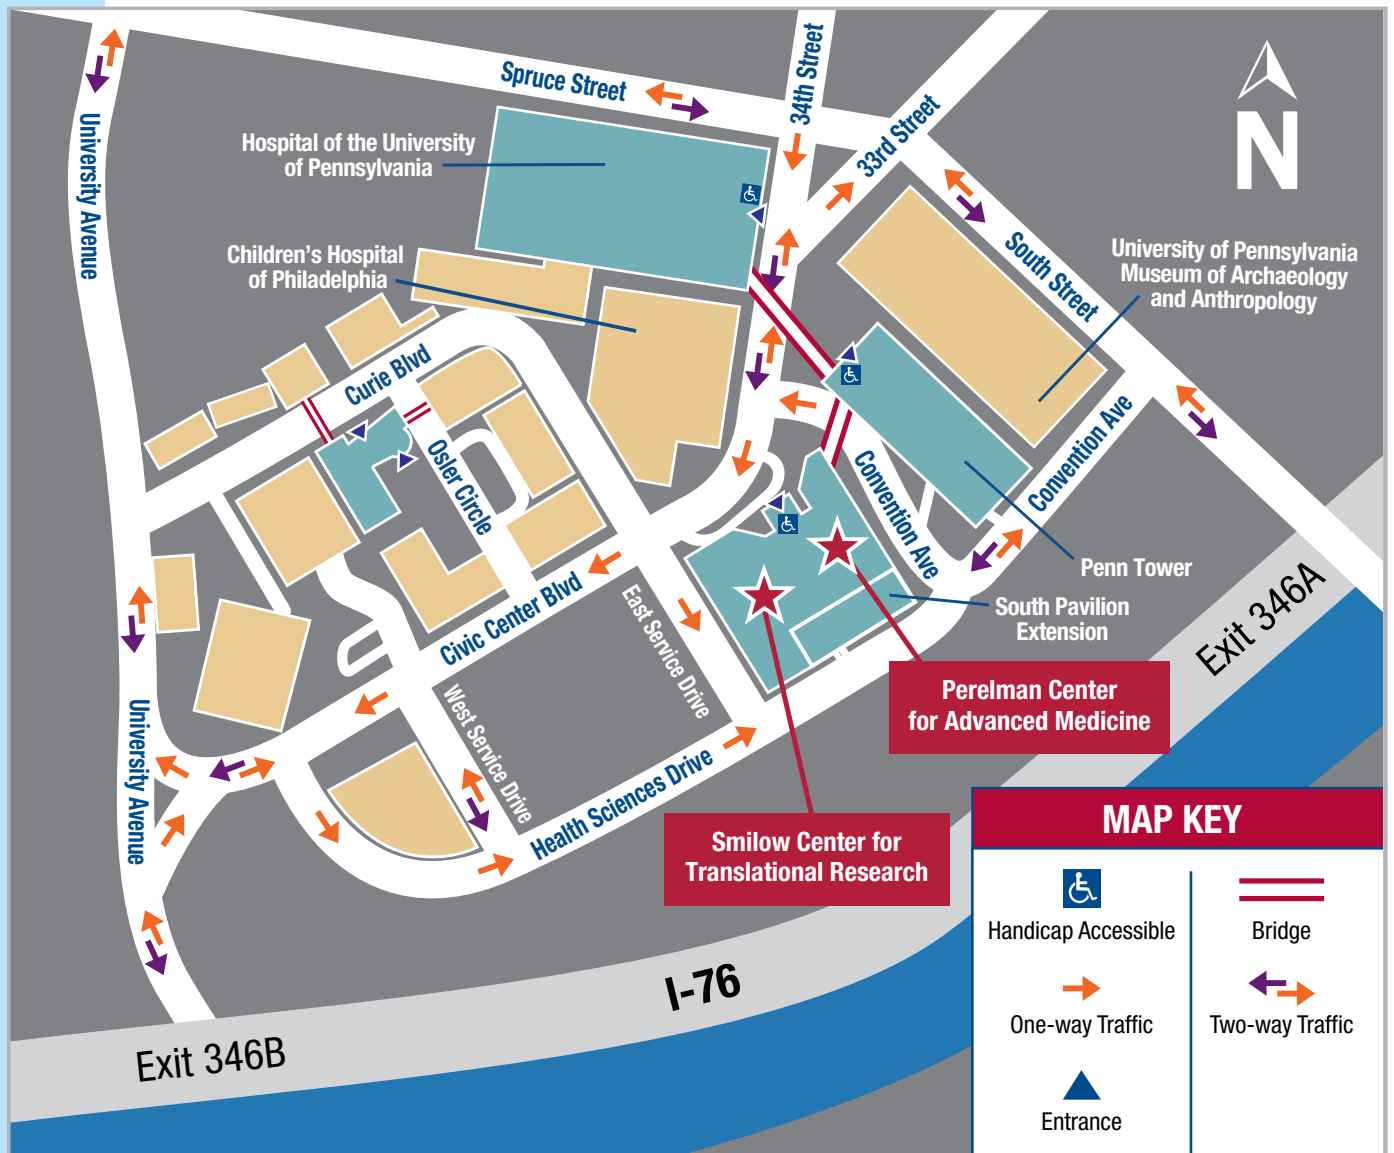 Spruce Street
34th Street
33rd Street
N
University Avenue
Hospital of the University
of Pennsylvania
Children's Hospital
of Philadelphia
South Street
University of Pennsylvania
Museum of Archaeology
and Anthropology
Curie Blvd
Osler Circle
Convention Ave
Convention Ave
Penn Tower
South Pavilion
Extension
Civic Center Blvd
East Service Drive
West Service Drive
Exit 346A
Perelman Center
for Advanced Medicine
University Avenue
Health Sciences Drive
Smilow Center for
Translational Research
I-76
Exit 346B
MAP KEY
Handicap Accessible
Bridge
One-way Traffic
Two-way Traffic
Entrance